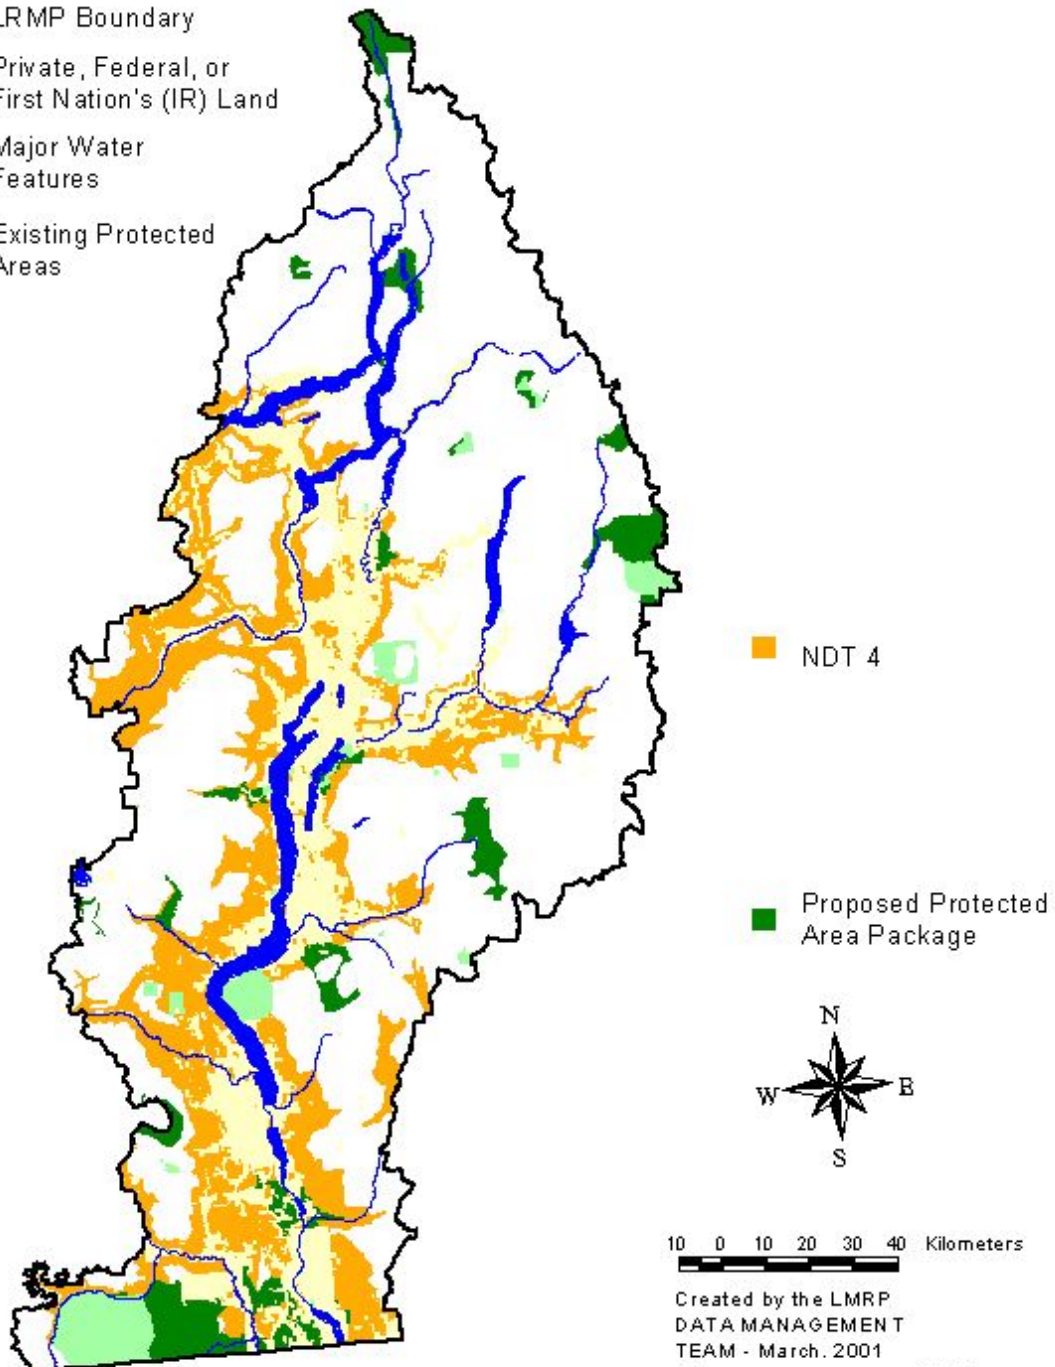 LRMP Boundary
Private, Federal, or
First Nation's (IR) Land
Major Water
Features
Existing Protected
Areas
NDT 4
Proposed Protected
Area Package
N
W
E
S
10 0 10 20 30 40 Kilometers
Created by the LMRP
DATA MANAGEMENT
TEAM - March. 2001